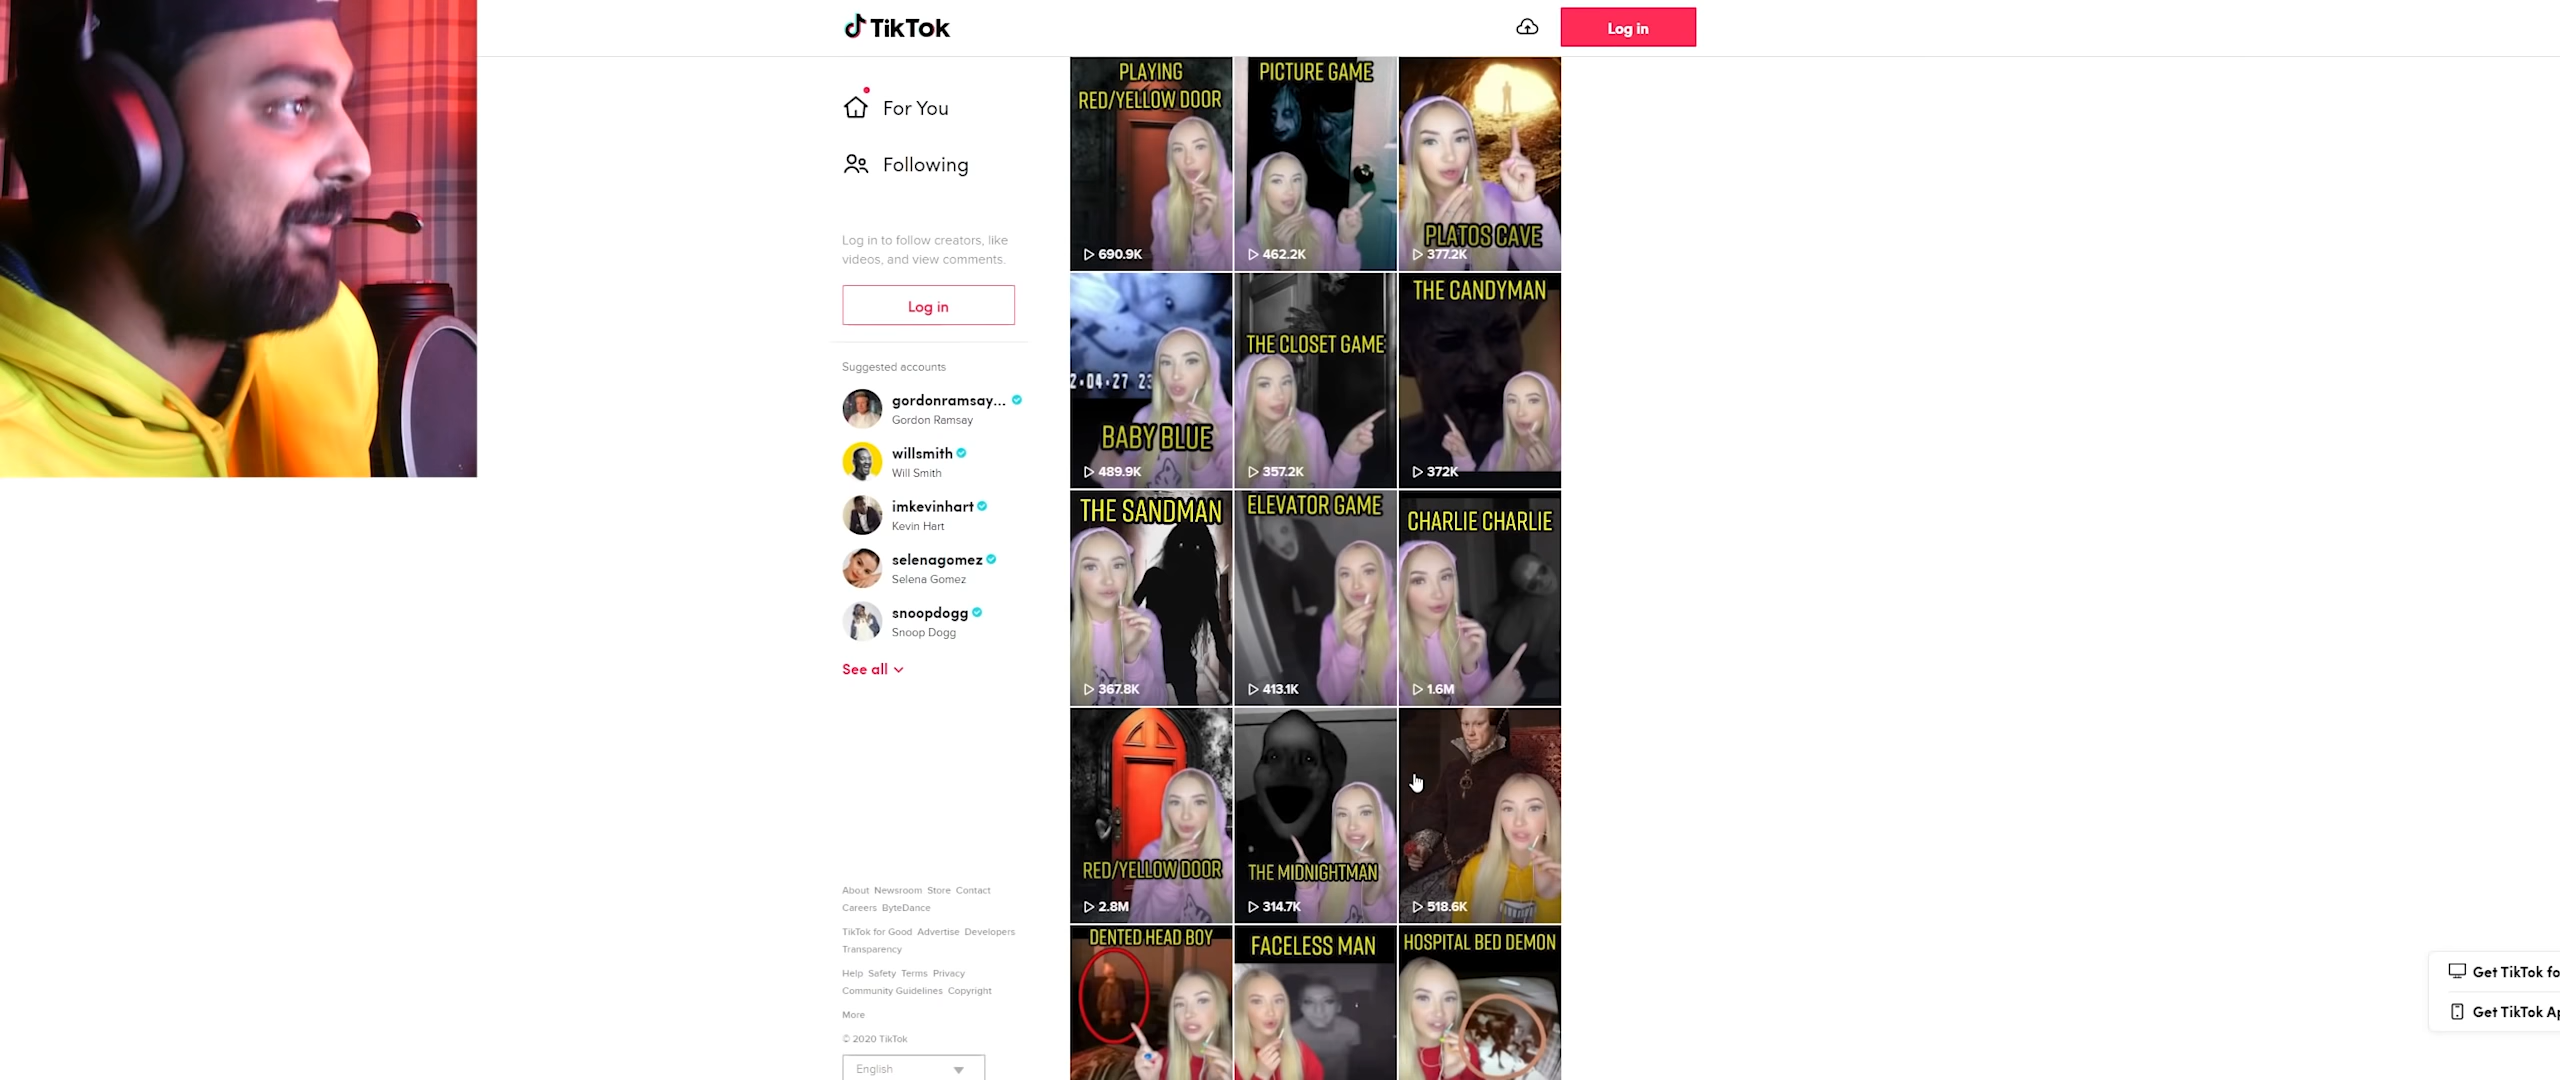 TikTok
Log in
For You
Following
Log in to follow creators, like
videos, and view comments.
Log in
Suggested accounts
gordonramsay...
Gordon Ramsay
willsmith
Will Smith
imkevinhart
Kevin Hart
selenagomez
Selena Gomez
snoopdogg
Snoop Dogg
See all
About Newsroom Store Contact
Careers ByteDance
TikTok for Good Advertise Developers
Transparency
Help Safety Terms Privacy
Community Guidelines Copyright
More
© 2020 TikTok
English
PLAYING
RED/YELLOW DOOR
690.9K
PICTURE GAME
462.2K
PLATOS CAVE
377.2K
2·04·27 23
BABY BLUE
489.9K
THE CLOSET GAME
357.2K
THE CANDYMAN
372K
THE SANDMAN
367.8K
ELEVATOR GAME
413.1K
CHARLIE CHARLIE
1.6M
RED/YELLOW DOOR
2.8M
THE MIDNIGHTMAN
314.7K
518.6K
DENTED HEAD BOY
FACELESS MAN
HOSPITAL BED DEMON
Get TikTok fo
Get TikTok Ap